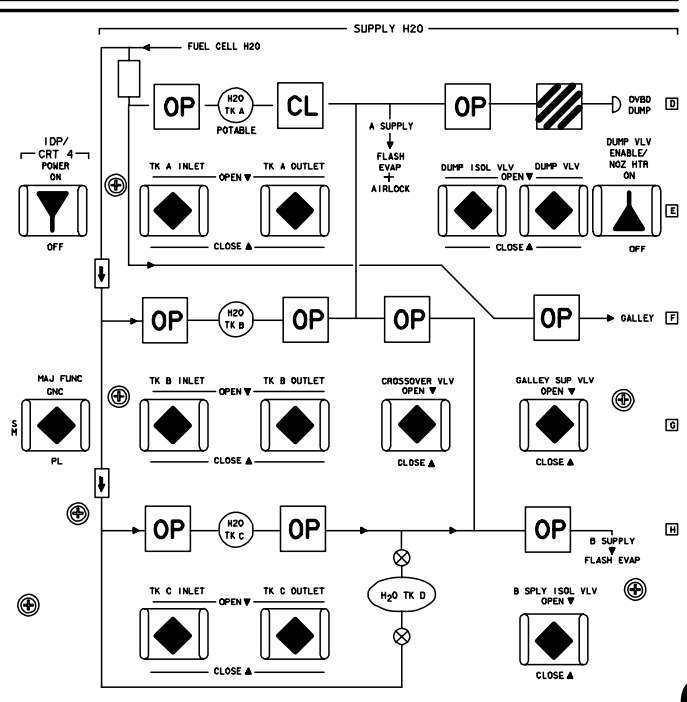 SUPPLY H2O
FUEL CELL H2O
OP
H2O
TK A
POTABLE
CL
OP
OVBD
DUMP
D
A SUPPLY
FLASH
EVAP
+
AIRLOCK
IDP/
CRT 4
POWER
ON
OFF
TK A INLET
TK A OUTLET
OPEN ▼
CLOSE ▲
DUMP ISOL VLV
DUMP VLV
OPEN ▼
CLOSE ▲
DUMP VLV
ENABLE/
NOZ HTR
ON
OFF
E
OP
H2O
TK B
OP
OP
OP
GALLEY
F
MAJ FUNC
GNC
SM
PL
TK B INLET
TK B OUTLET
OPEN ▼
CLOSE ▲
CROSSOVER VLV
OPEN ▼
CLOSE ▲
GALLEY SUP VLV
OPEN ▼
CLOSE ▲
G
OP
H2O
TK C
OP
OP
H
B SUPPLY
FLASH EVAP
TK C INLET
TK C OUTLET
OPEN ▼
CLOSE ▲
H2O TK D
B SPLY ISOL VLV
OPEN ▼
CLOSE ▲